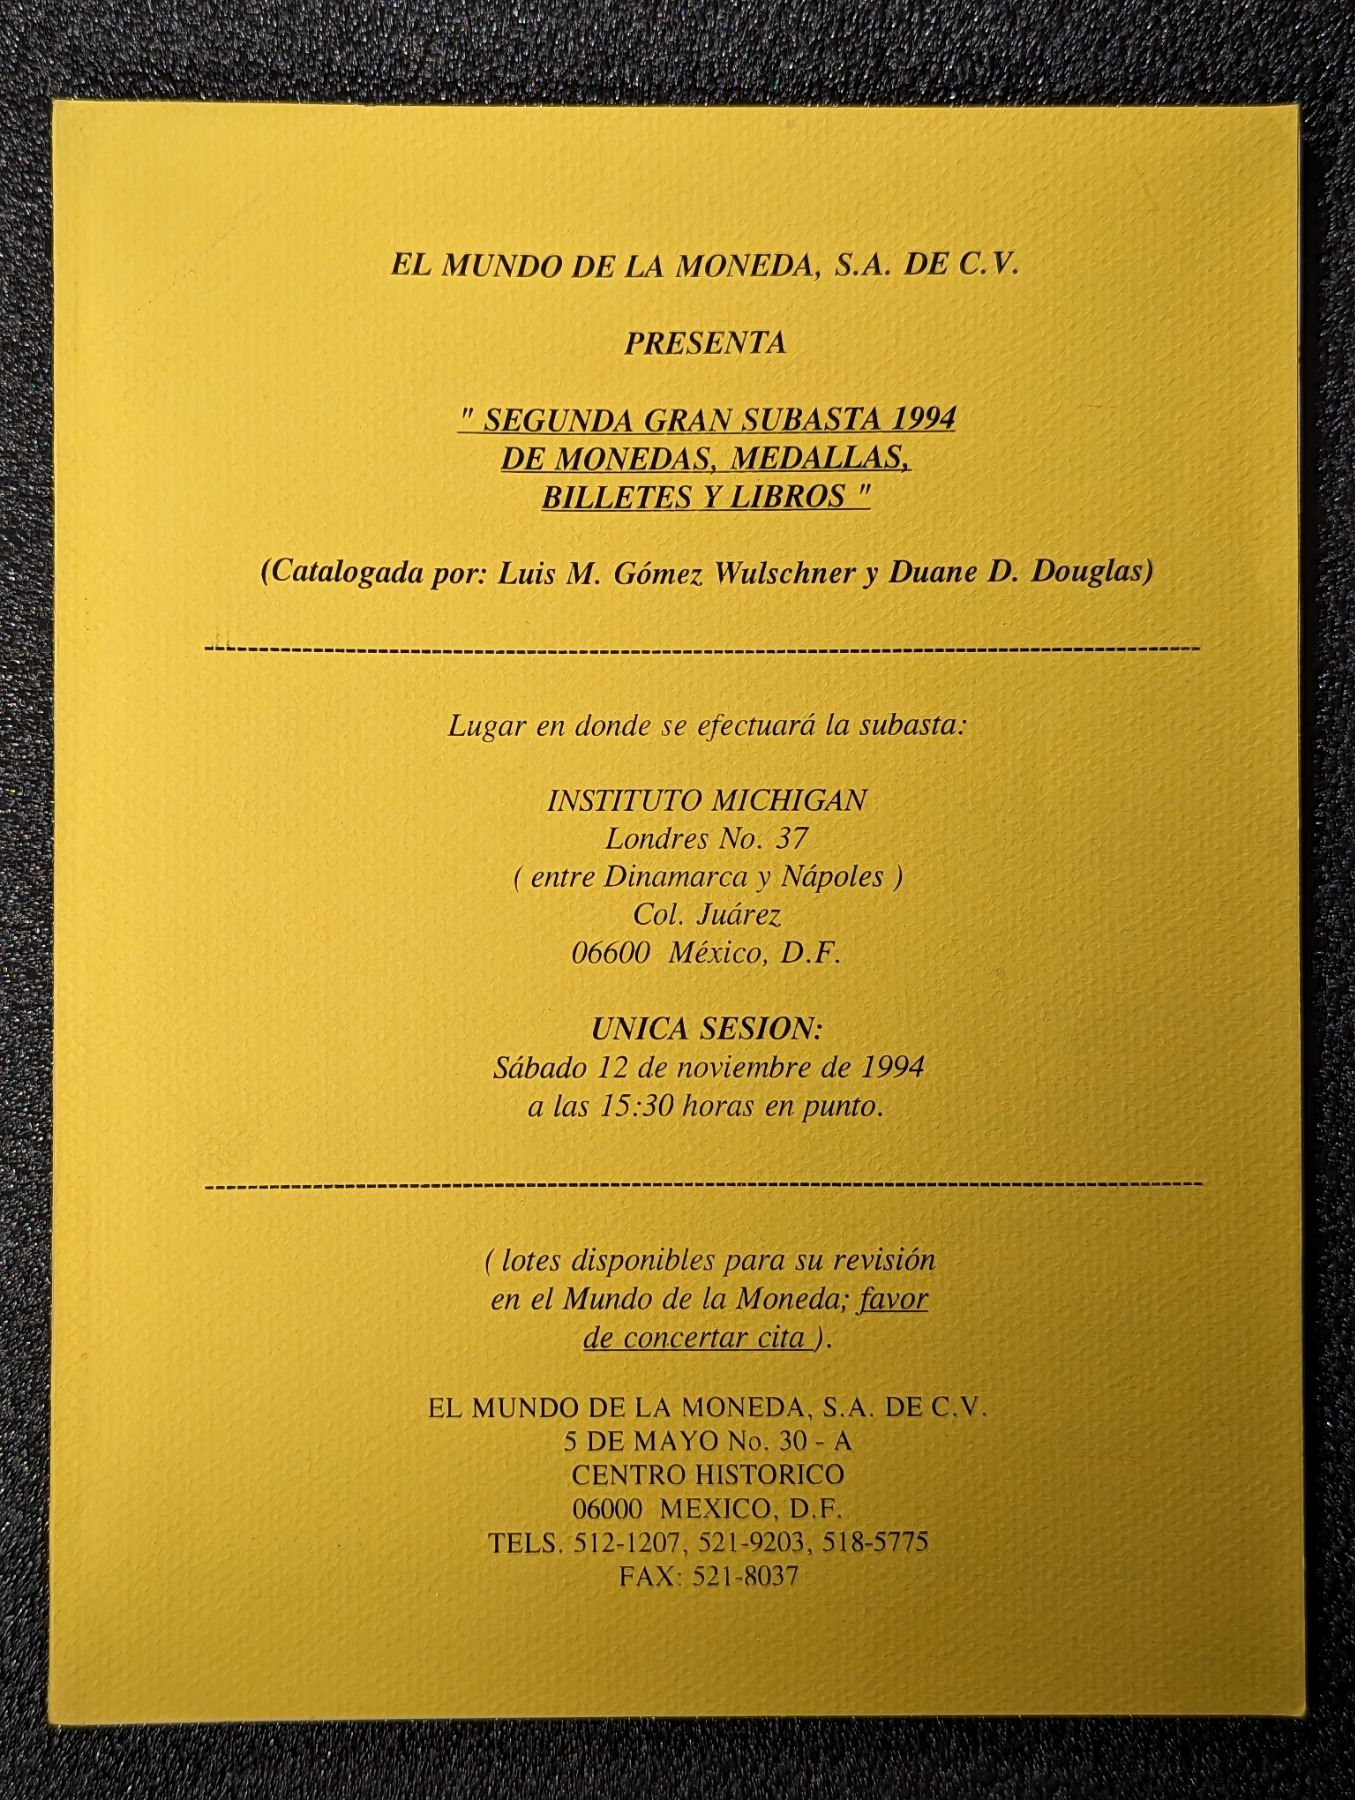 EL MUNDO DE LA MONEDA, S.A. DE C.V.
PRESENTA
" SEGUNDA GRAN SUBASTA 1994
DE MONEDAS, MEDALLAS,
BILLETES Y LIBROS "
(Catalogada por: Luis M. Gómez Wulschner y Duane D. Douglas)
Lugar en donde se efectuará la subasta:
INSTITUTO MICHIGAN
Londres No. 37
( entre Dinamarca y Nápoles )
Col. Juárez
06600 México, D.F.
UNICA SESION:
Sábado 12 de noviembre de 1994
a las 15:30 horas en punto.
( lotes disponibles para su revisión
en el Mundo de la Moneda; favor
de concertar cita ).
EL MUNDO DE LA MONEDA, S.A. DE C.V.
5 DE MAYO No. 30 - A
CENTRO HISTORICO
06000 MEXICO, D.F.
TELS. 512-1207, 521-9203, 518-5775
FAX: 521-8037